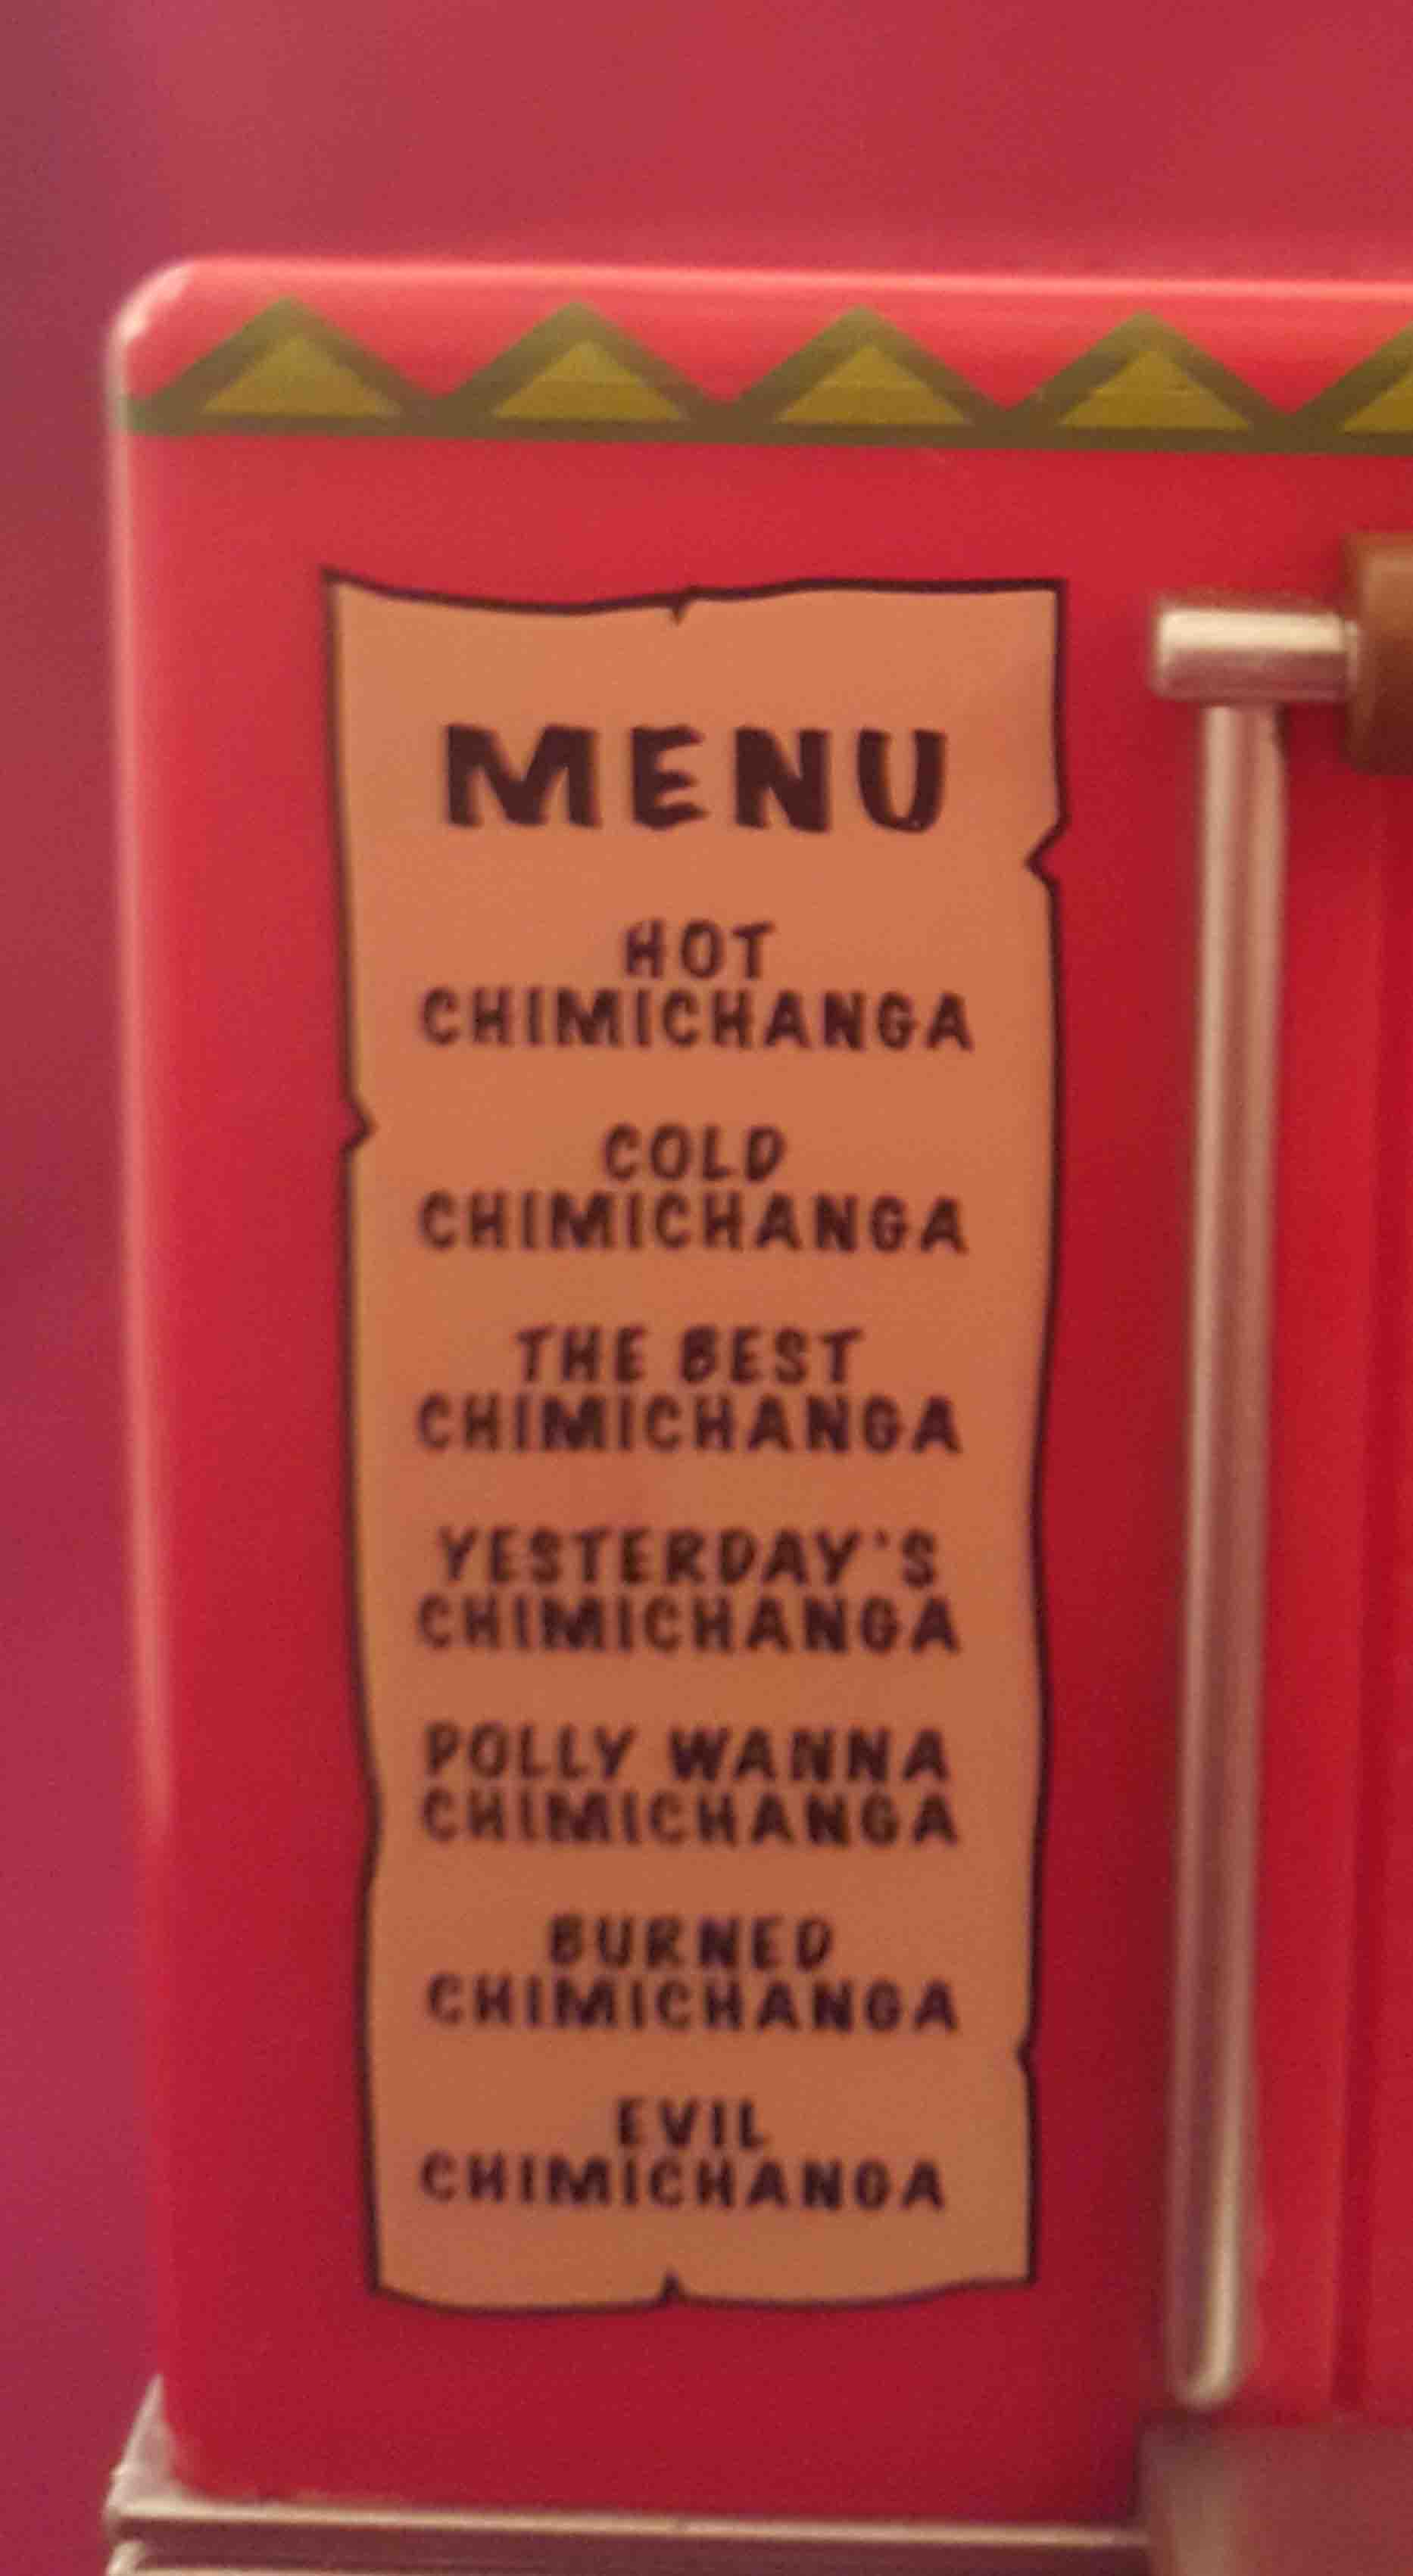 MENU
HOT
CHIMICHANGA
COLD
CHIMICHANGA
THE BEST
CHIMICHANGA
YESTERDAY'S
CHIMICHANGA
POLLY WANNA
CHIMICHANGA
BURNED
CHIMICHANGA
EVIL
CHIMICHANGA